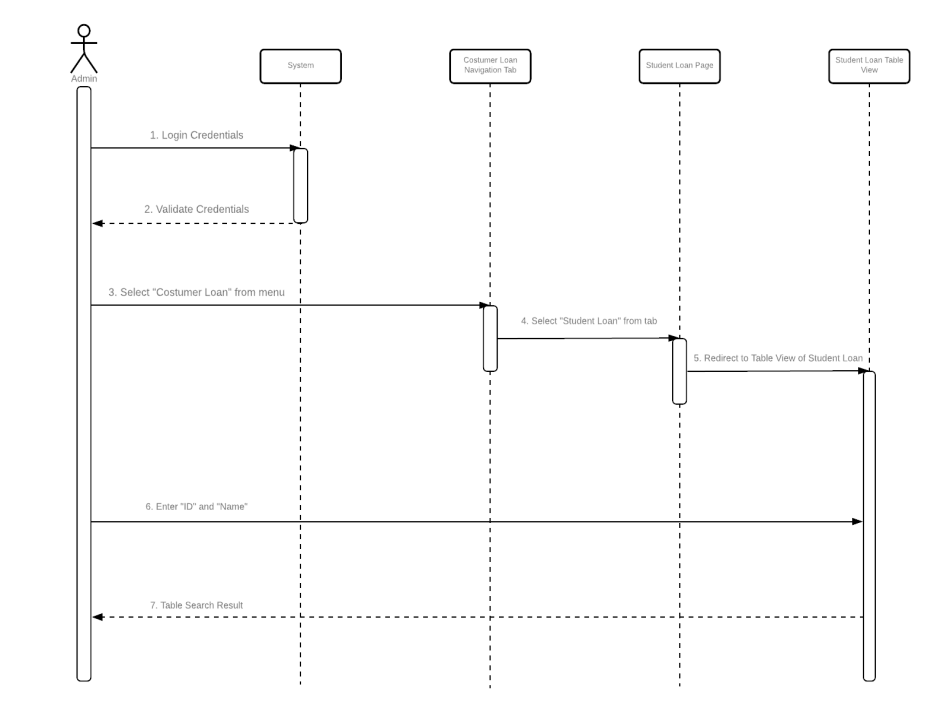 Admin
System
Costumer Loan
Navigation Tab
Student Loan Page
Student Loan Table
View
1. Login Credentials
2. Validate Credentials
3. Select "Costumer Loan" from menu
4. Select "Student Loan" from tab
5. Redirect to Table View of Student Loan
6. Enter "ID" and "Name"
7. Table Search Result